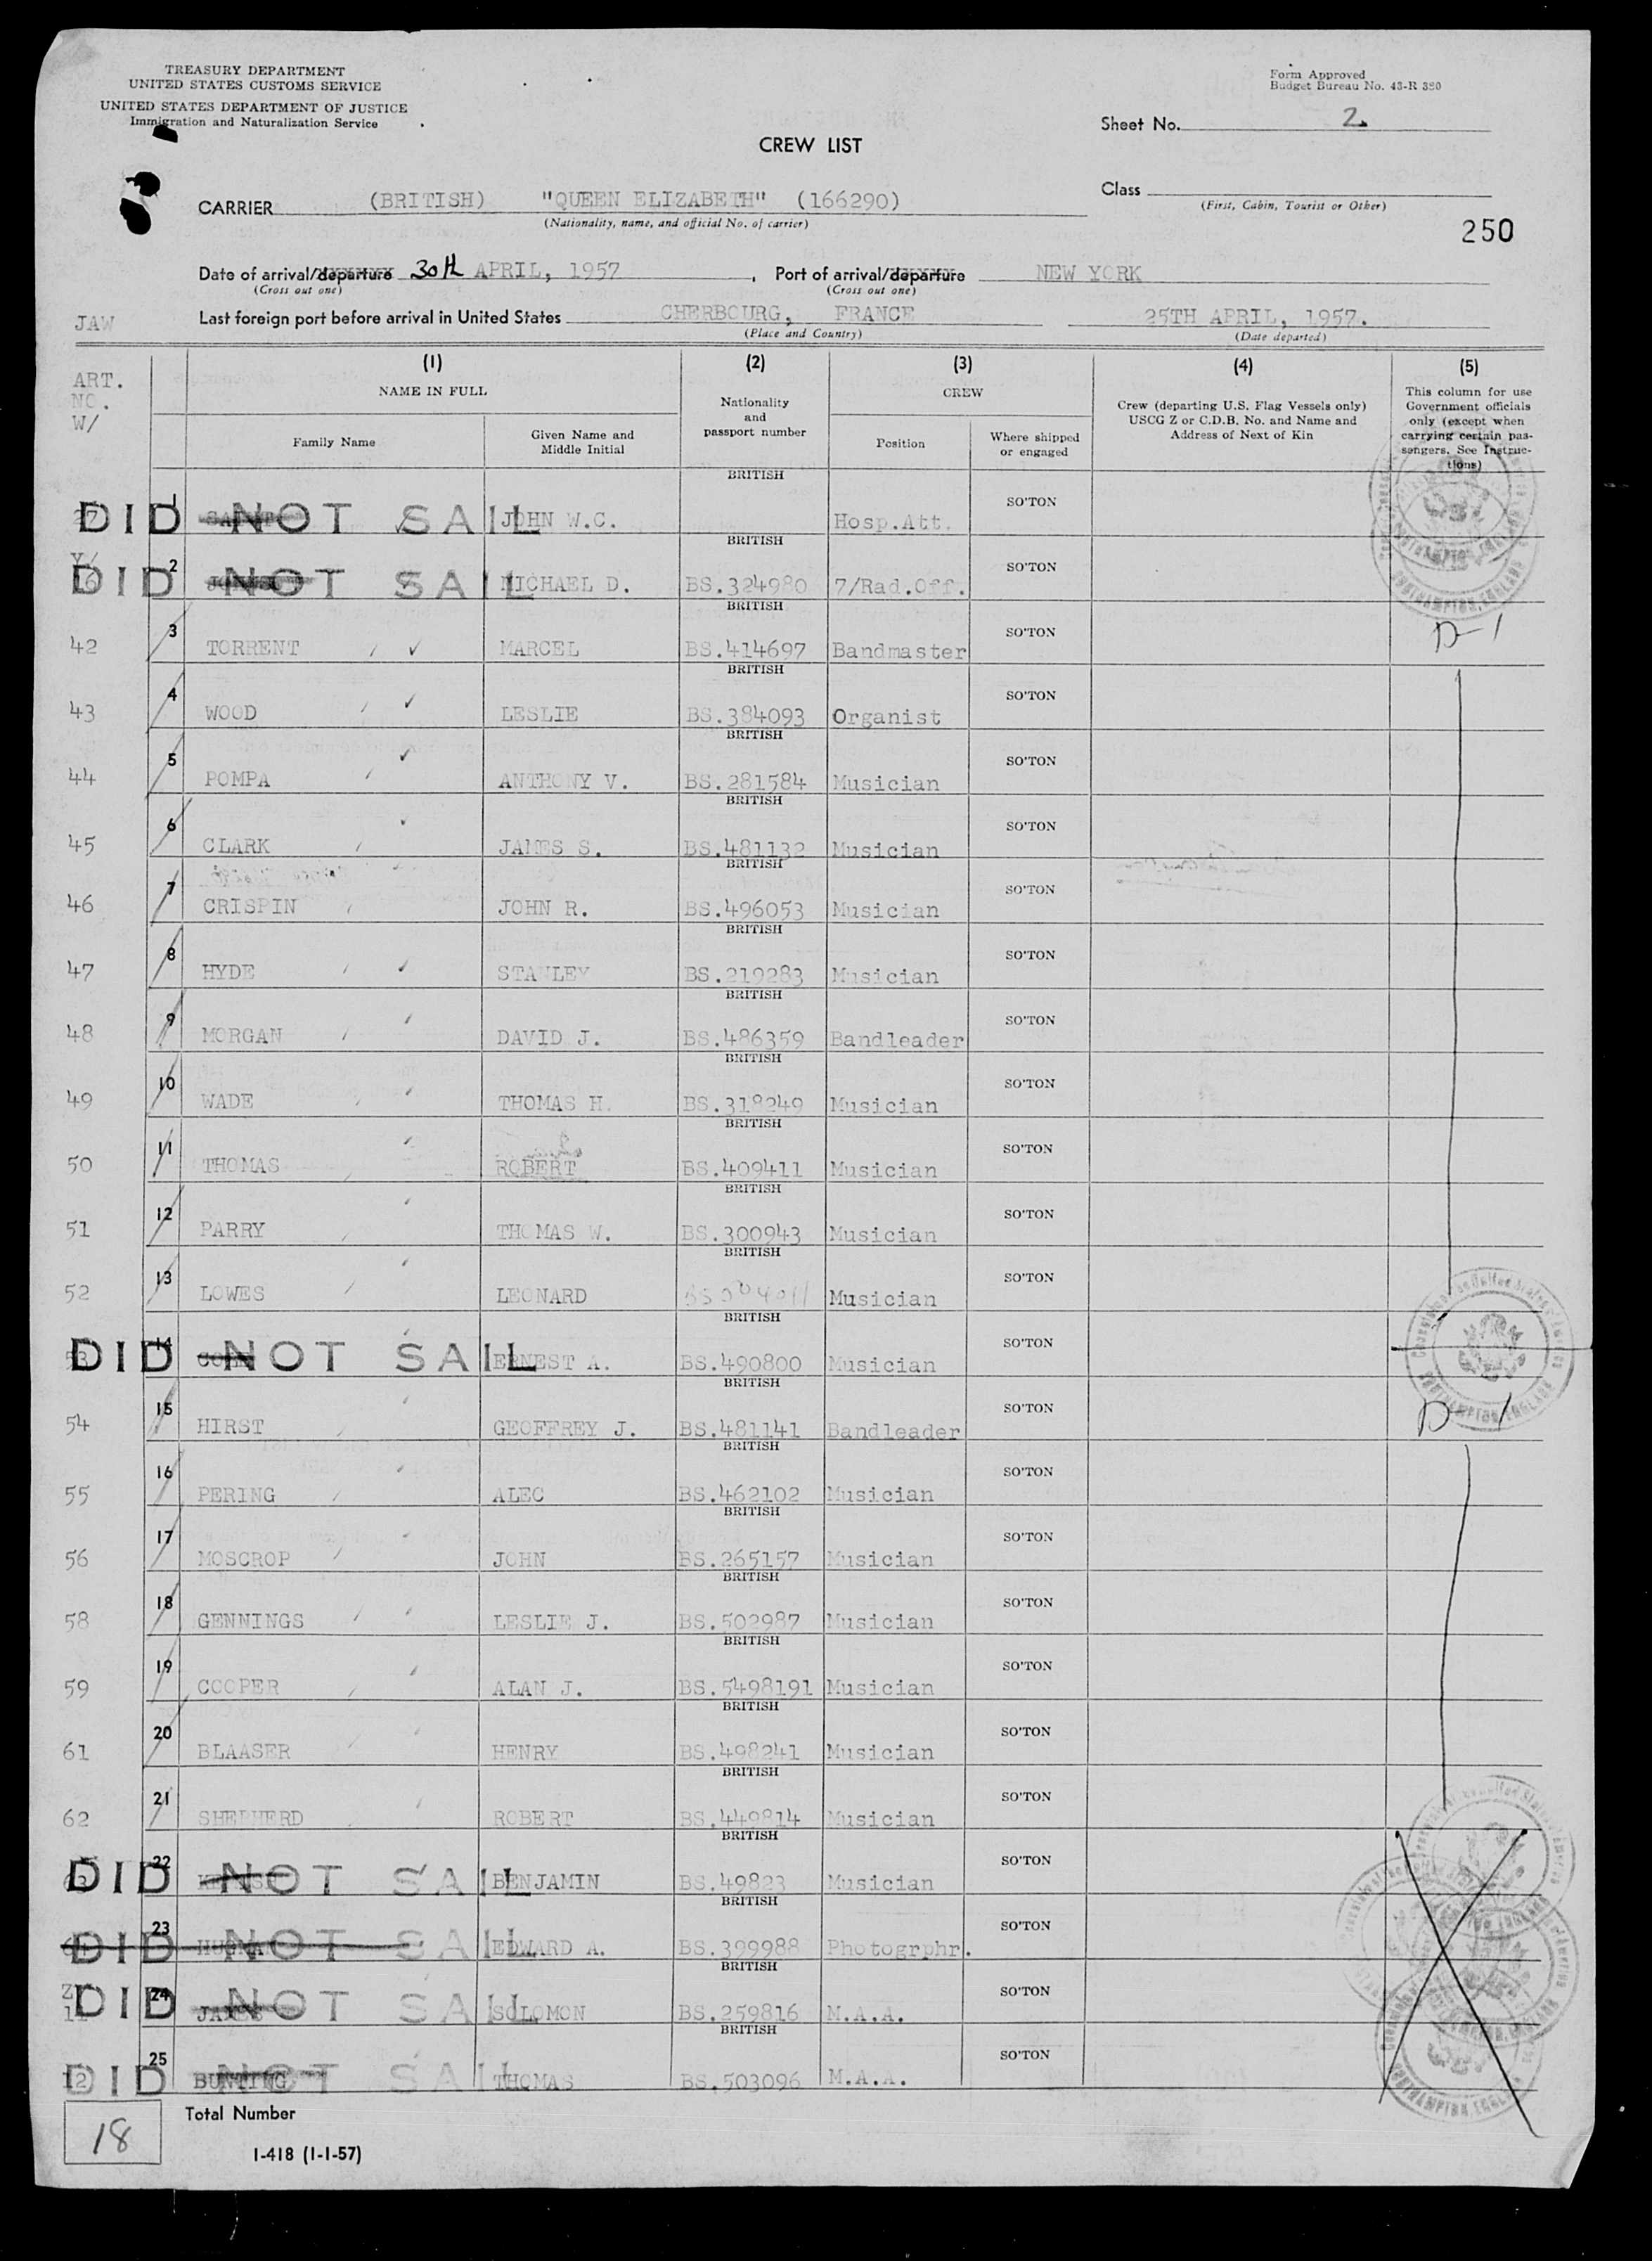 TREASURY DEPARTMENT
UNITED STATES CUSTOMS SERVICE
UNITED STATES DEPARTMENT OF JUSTICE
Immigration and Naturalization Service
Form Approved
Budget Bureau No. 43-R 380
Sheet No. 2.
CREW LIST
Class
(First, Cabin, Tourist or Other)
250
CARRIER (BRITISH) "QUEEN ELIZABETH" (166290)
(Nationality, name, and official No. of carrier)
Date of arrival/departure 30th APRIL, 1957, Port of arrival/departure NEW YORK
(Cross out one) (Cross out one)
JAW Last foreign port before arrival in United States CHERBOURG, FRANCE 25TH APRIL, 1957.
(Place and Country) (Date departed)
ART. NO. W/
(1) (2) (3) (4) (5)
NAME IN FULL
Family Name
Given Name and Middle Initial
Nationality and passport number
CREW
Position
Where shipped or engaged
Crew (departing U.S. Flag Vessels only) USCG Z or C.D.B. No. and Name and Address of Next of Kin
This column for use Government officials only (except when carrying certain passengers. See Instructions)
BRITISH
1 DID NOT SAIL JOHN W.C. Hosp.Att. SO'TON
BRITISH
2 DID NOT SAIL MICHAEL D. BS.324980 7/Rad.Off. SO'TON
BRITISH
42 3 TORRENT MARCEL BS.414697 Bandmaster SO'TON D-1
BRITISH
43 4 WOOD LESLIE BS.384093 Organist SO'TON
BRITISH
44 5 POMPA ANTHONY V. BS.281584 Musician SO'TON
BRITISH
45 6 CLARK JAMES S. BS.481132 Musician SO'TON
BRITISH
46 7 CRISPIN JOHN R. BS.496053 Musician SO'TON
BRITISH
47 8 HYDE STANLEY BS.219283 Musician SO'TON
BRITISH
48 9 MORGAN DAVID J. BS.486359 Bandleader SO'TON
BRITISH
49 10 WADE THOMAS H. BS.318249 Musician SO'TON
BRITISH
50 11 THOMAS ROBERT BS.409411 Musician SO'TON
BRITISH
51 12 PARRY THOMAS W. BS.300943 Musician SO'TON
BRITISH
52 13 LOWES LEONARD Musician SO'TON
BRITISH
14 DID NOT SAIL ERNEST A. BS.490800 Musician SO'TON
BRITISH
54 15 HIRST GEOFFREY J. BS.481141 Bandleader SO'TON D-1
BRITISH
55 16 PERING ALEC BS.462102 Musician SO'TON
BRITISH
56 17 MOSCROP JOHN BS.265157 Musician SO'TON
BRITISH
58 18 GENNINGS LESLIE J. BS.502987 Musician SO'TON
BRITISH
59 19 COOPER ALAN J. BS.5498191 Musician SO'TON
BRITISH
61 20 BLAASER HENRY BS.498241 Musician SO'TON
BRITISH
62 21 SHEPHERD ROBERT BS.449814 Musician SO'TON
BRITISH
22 DID NOT SAIL BENJAMIN BS.49823 Musician SO'TON
BRITISH
23 DID NOT SAIL EDWARD A. BS.399988 Photogrphr. SO'TON
BRITISH
24 DID NOT SAIL SOLOMON BS.259816 M.A.A. SO'TON
BRITISH
12 25 DID NOT SAIL BUNTING THOMAS BS.503096 M.A.A. SO'TON
18 Total Number
I-418 (1-1-57)